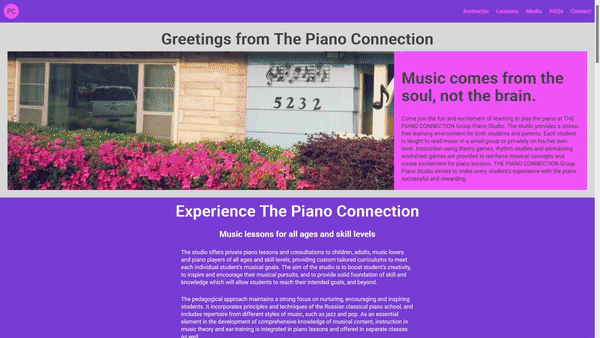 PC
Instructor Lessons Media FAQs Contact
Greetings from The Piano Connection
5232
Music comes from the
soul, not the brain.
Come join the fun and excitement of learning to play the piano at THE
PIANO CONNECTION Group Piano Studio. The studio provides a stress-
free learning environment for both students and parents. Each student
is taught to read music in a small group or privately on his/her own
level. Instruction using theory games, rhythm studies and stimulating
worksheet games are provided to reinforce musical concepts and
create excitement for piano lessons. THE PIANO CONNECTION Group
Piano Studio strives to make every student's experience with the piano
successful and rewarding.
Experience The Piano Connection
Music lessons for all ages and skill levels
The studio offers private piano lessons and consultations to children, adults, music lovers
and piano players of all ages and skill levels, providing custom tailored curriculums to meet
each individual student's musical goals. The aim of the studio is to boost student's creativity,
to inspire and encourage their musical pursuits, and to provide solid foundation of skill and
knowledge which will allow students to reach their intended goals, and beyond.
The pedagogical approach maintains a strong focus on nurturing, encouraging and inspiring
students. It incorporates principles and techniques of the Russian classical piano school, and
includes repertoire from different styles of music, such as jazz and pop. As an essential
element in the development of comprehensive knowledge of musical content, instruction in
music theory and ear-training is integrated in piano lessons and offered in separate classes
as well.